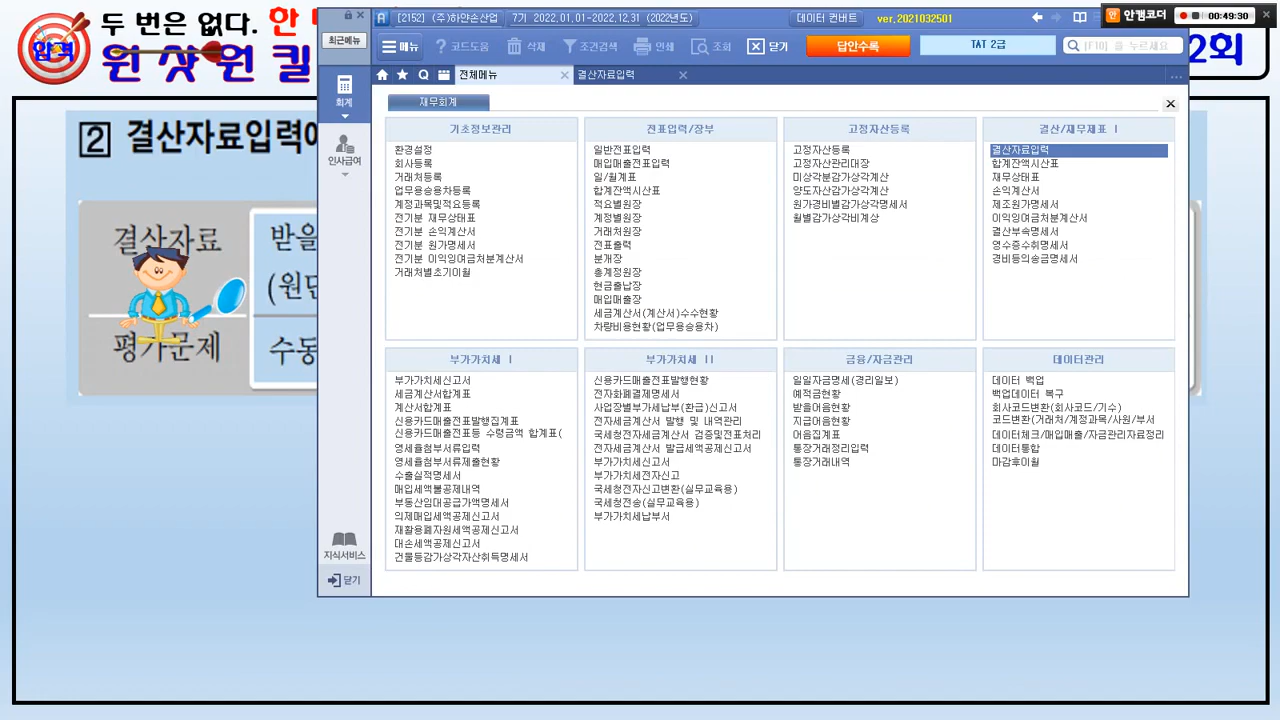 두 번은 없다. 한
암컥
원 샷 원 킬
2회
2 결산자료입력에
결산자료
받을
(원단
평가문제
수동
최근메뉴
[2152] (주)하얀손산업
7기 2022.01.01~2022.12.31 (2022년도)
데이터 컨버트
ver.2021032501
안캠코더
00:49:30
메뉴
코드도움
삭제
조건검색
인쇄
조회
닫기
답안수록
TAT 2급
[F10] 을 누르세요
전체메뉴
결산자료입력
회계
인사급여
지식서비스
닫기
재무회계
기초정보관리
환경설정
회사등록
거래처등록
업무용승용차등록
계정과목및적요등록
전기분 재무상태표
전기분 손익계산서
전기분 원가명세서
전기분 이익잉여금처분계산서
거래처별초기이월
전표입력/장부
일반전표입력
매입매출전표입력
일/월계표
합계잔액시산표
적요별원장
계정별원장
거래처원장
전표출력
분개장
총계정원장
현금출납장
매입매출장
세금계산서(계산서)수수현황
차량비용현황(업무용승용차)
고정자산등록
고정자산등록
고정자산관리대장
미상각분감가상각계산
양도자산감가상각계산
원가경비별감가상각명세서
월별감가상각비계상
결산/재무제표 I
결산자료입력
합계잔액시산표
재무상태표
손익계산서
제조원가명세서
이익잉여금처분계산서
결산부속명세서
영수증수취명세서
경비등의송금명세서
부가가치세 I
부가가치세신고서
세금계산서합계표
계산서합계표
신용카드매출전표발행집계표
신용카드매출전표등 수령금액 합계표(
영세율첨부서류입력
영세율첨부서류제출현황
수출실적명세서
매입세액불공제내역
부동산임대공급가액명세서
의제매입세액공제신고서
재활용폐자원세액공제신고서
대손세액공제신고서
건물등감가상각자산취득명세서
부가가치세 II
신용카드매출전표발행현황
전자화폐결제명세서
사업장별부가세납부(환급)신고서
전자세금계산서 발행 및 내역관리
국세청전자세금계산서 검증및전표처리
전자세금계산서 발급세액공제신고서
부가가치세신고서
부가가치세전자신고
국세청전자신고변환(실무교육용)
국세청전송(실무교육용)
부가가치세납부서
금융/자금관리
일일자금명세(경리일보)
예적금현황
받을어음현황
지급어음현황
어음집계표
통장거래정리입력
통장거래내역
데이터관리
데이터 백업
백업데이터 복구
회사코드변환(회사코드/기수)
코드변환(거래처/계정과목/사원/부서
데이터체크/매입매출/자금관리자료정리
데이터통합
마감후이월